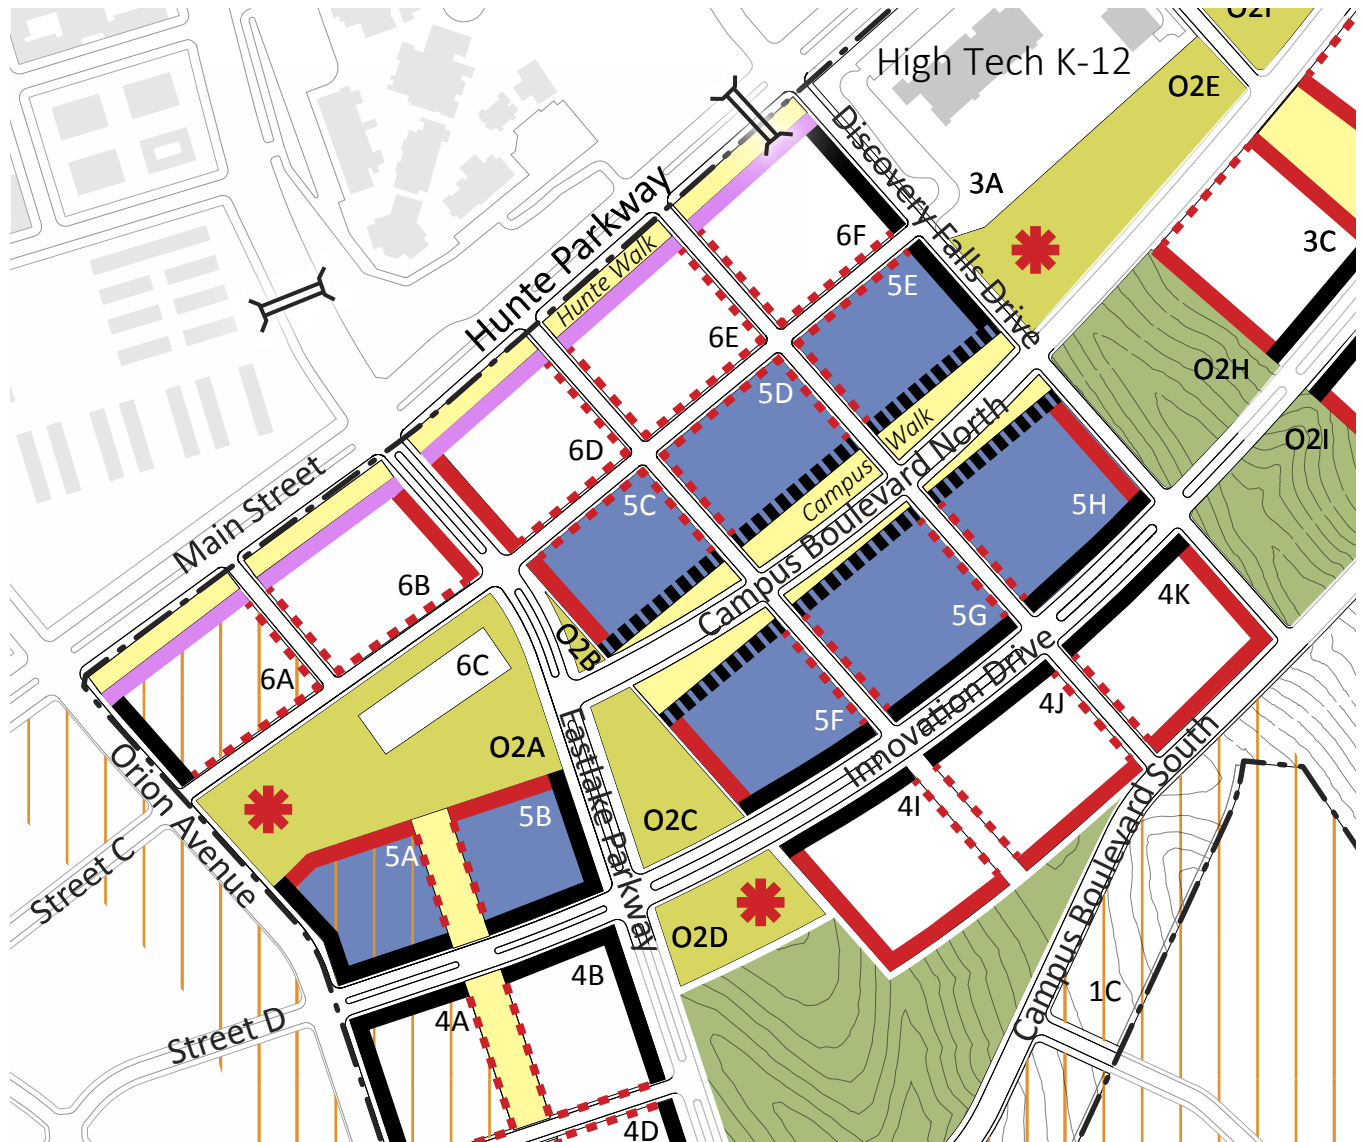 O2F
High Tech K-12
O2E
Discovery Falls Drive
3A
Hunte Parkway
6F
3C
Hunte Walk
5E
6E
O2H
5D
Walk
O2I
6D
Campus
Campus Boulevard North
5C
5H
Main Street
6B
4K
O2B
5G
6C
6A
Innovation Drive
4J
5F
O2A
Eastlake Parkway
Orion Avenue
4I
5B
O2C
Campus Boulevard South
5A
Street C
O2D
4B
1C
4A
Street D
4D